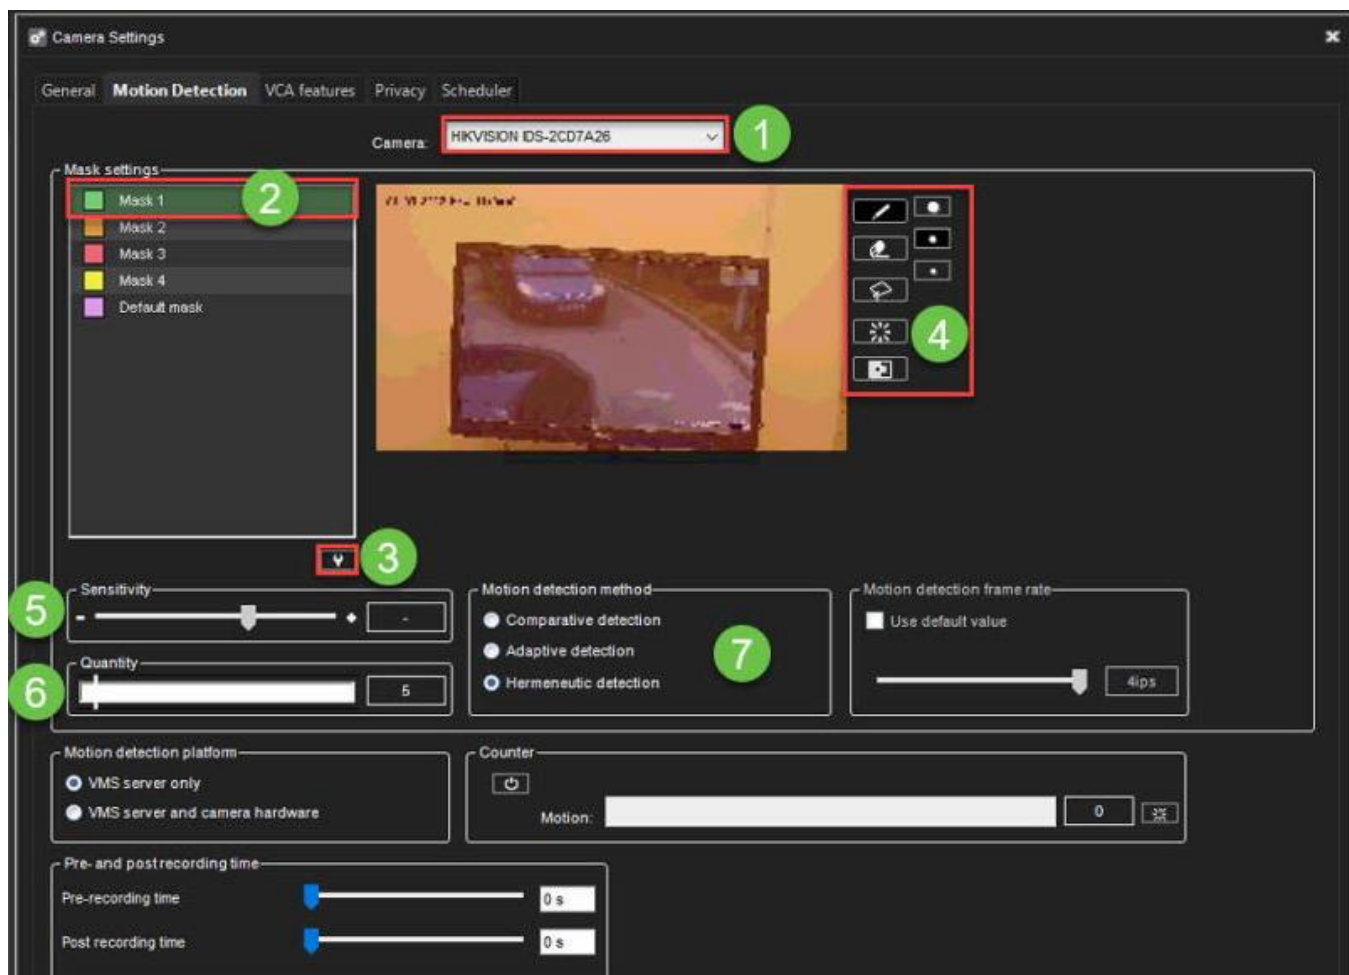 Camera Settings
General Motion Detection VCA features Privacy Scheduler
Camera: HIKVISION IDS-2CD7A26 1
Mask settings
Mask 1 2
Mask 2
Mask 3
Mask 4
Default mask
4
3
5 Sensitivity
- + -
6 Quantity
5
Motion detection method
Comparative detection
Adaptive detection
Hermeneutic detection
7
Motion detection frame rate
Use default value
4ips
Motion detection platform
VMS server only
VMS server and camera hardware
Counter
Motion: 0
Pre- and post recording time
Pre-recording time 0 s
Post recording time 0 s